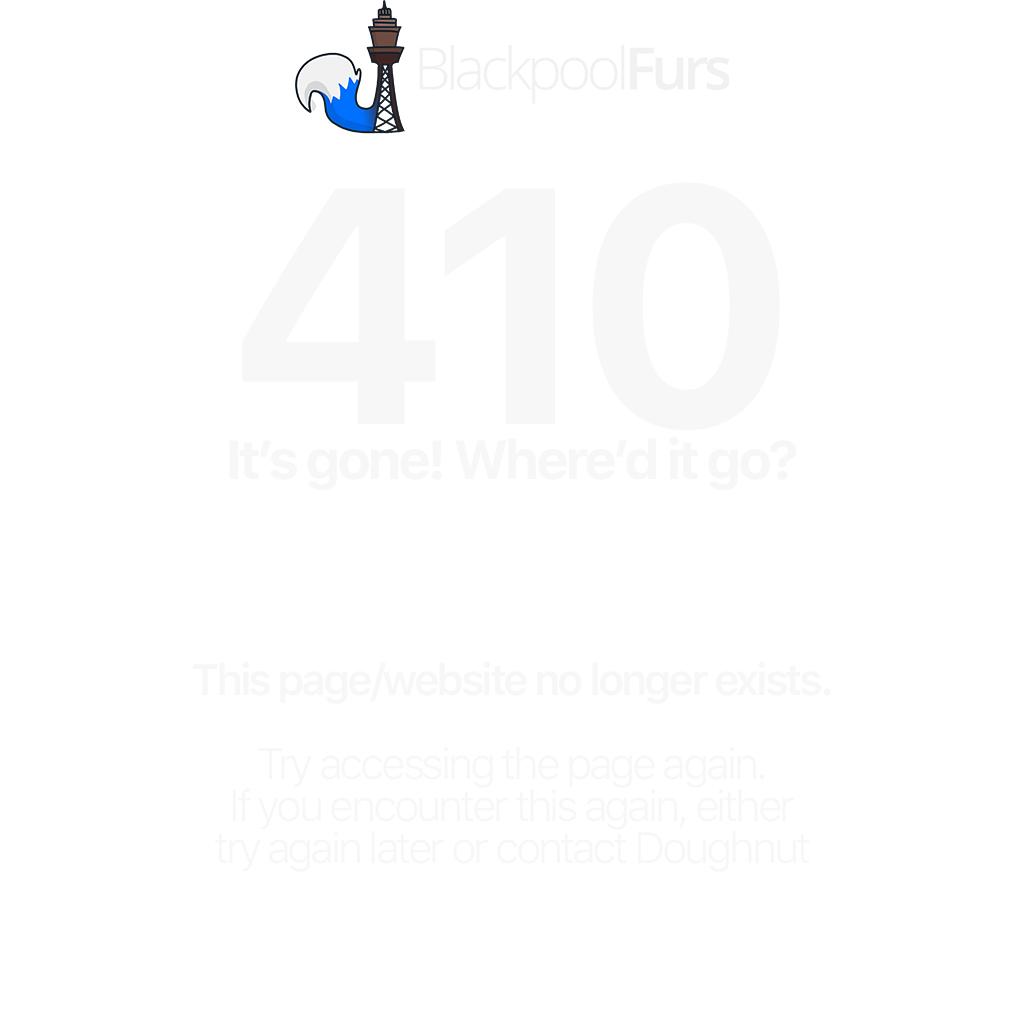 BlackpoolFurs
410
It's gone! Where'd it go?
This page/website no longer exists.
Try accessing the page again.
If you encounter this again, either
try again later or contact Doughnut